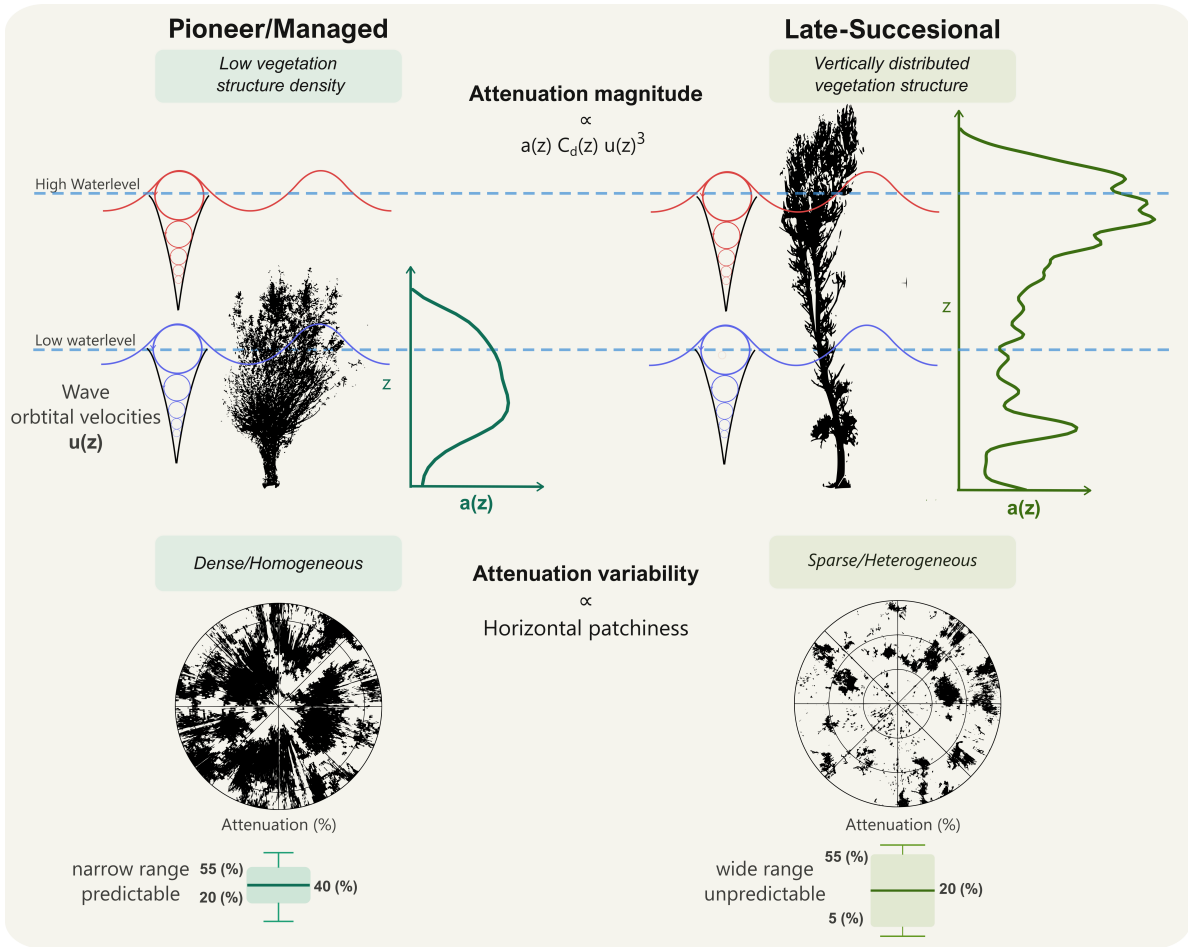 Pioneer/Managed
Low vegetation
structure density
Late-Succesional
Vertically distributed
vegetation structure
Attenuation magnitude
∝
a(z) Cd(z) u(z)³
High Waterlevel
Low waterlevel
Wave
orbtital velocities
u(z)
z
a(z)
z
a(z)
Dense/Homogeneous
Attenuation variability
∝
Horizontal patchiness
Sparse/Heterogeneous
Attenuation (%)
narrow range
predictable
55 (%)
20 (%)
40 (%)
Attenuation (%)
wide range
unpredictable
55 (%)
5 (%)
20 (%)